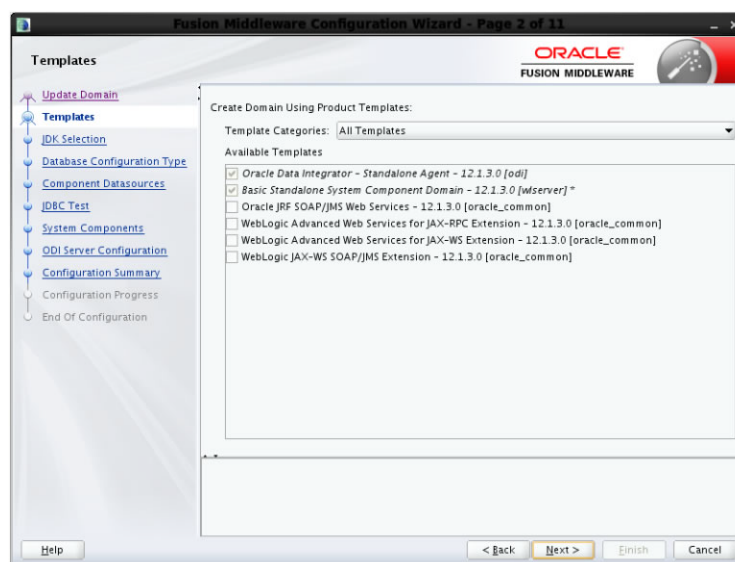 Fusion Middleware Configuration Wizard - Page 2 of 11
Templates
ORACLE
FUSION MIDDLEWARE
Update Domain
Templates
JDK Selection
Database Configuration Type
Component Datasources
JDBC Test
System Components
ODI Server Configuration
Configuration Summary
Configuration Progress
End Of Configuration
Create Domain Using Product Templates:
Template Categories: All Templates
Available Templates
Oracle Data Integrator - Standalone Agent - 12.1.3.0 [odi]
Basic Standalone System Component Domain - 12.1.3.0 [wlserver] *
Oracle JRF SOAP/JMS Web Services - 12.1.3.0 [oracle_common]
WebLogic Advanced Web Services for JAX-RPC Extension - 12.1.3.0 [oracle_common]
WebLogic Advanced Web Services for JAX-WS Extension - 12.1.3.0 [oracle_common]
WebLogic JAX-WS SOAP/JMS Extension - 12.1.3.0 [oracle_common]
Help
< Back
Next >
Finish
Cancel